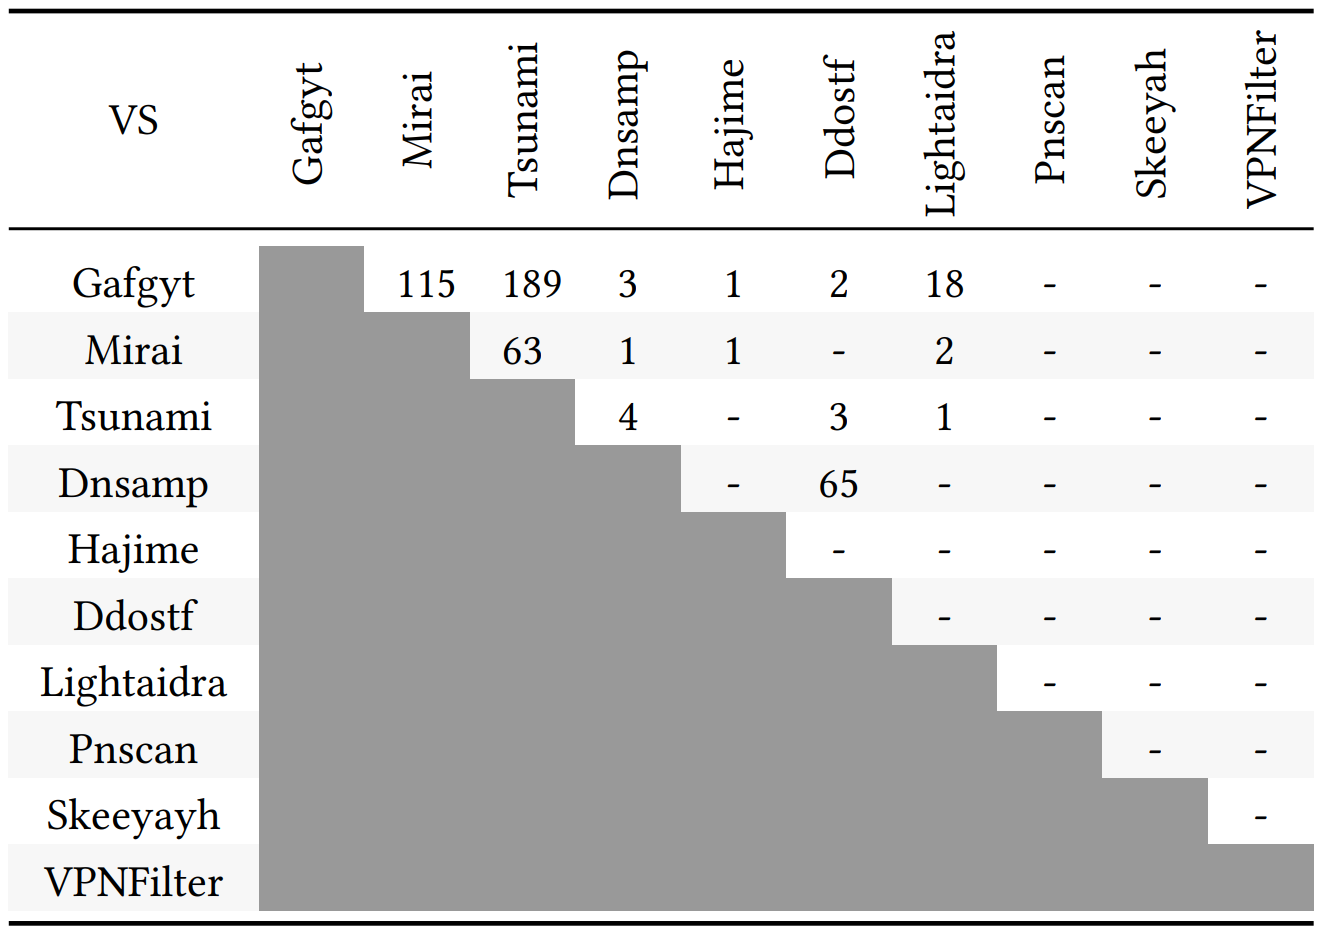 VS Gafgyt Mirai Tsunami Dnsamp Hajime Ddostf Lightaidra Pnscan Skeeyah VPNFilter
Gafgyt 115 189 3 1 2 18 - - -
Mirai 63 1 1 - 2 - - -
Tsunami 4 - 3 1 - - -
Dnsamp - 65 - - - -
Hajime - - - - -
Ddostf - - - -
Lightaidra - - -
Pnscan - -
Skeeyayh -
VPNFilter